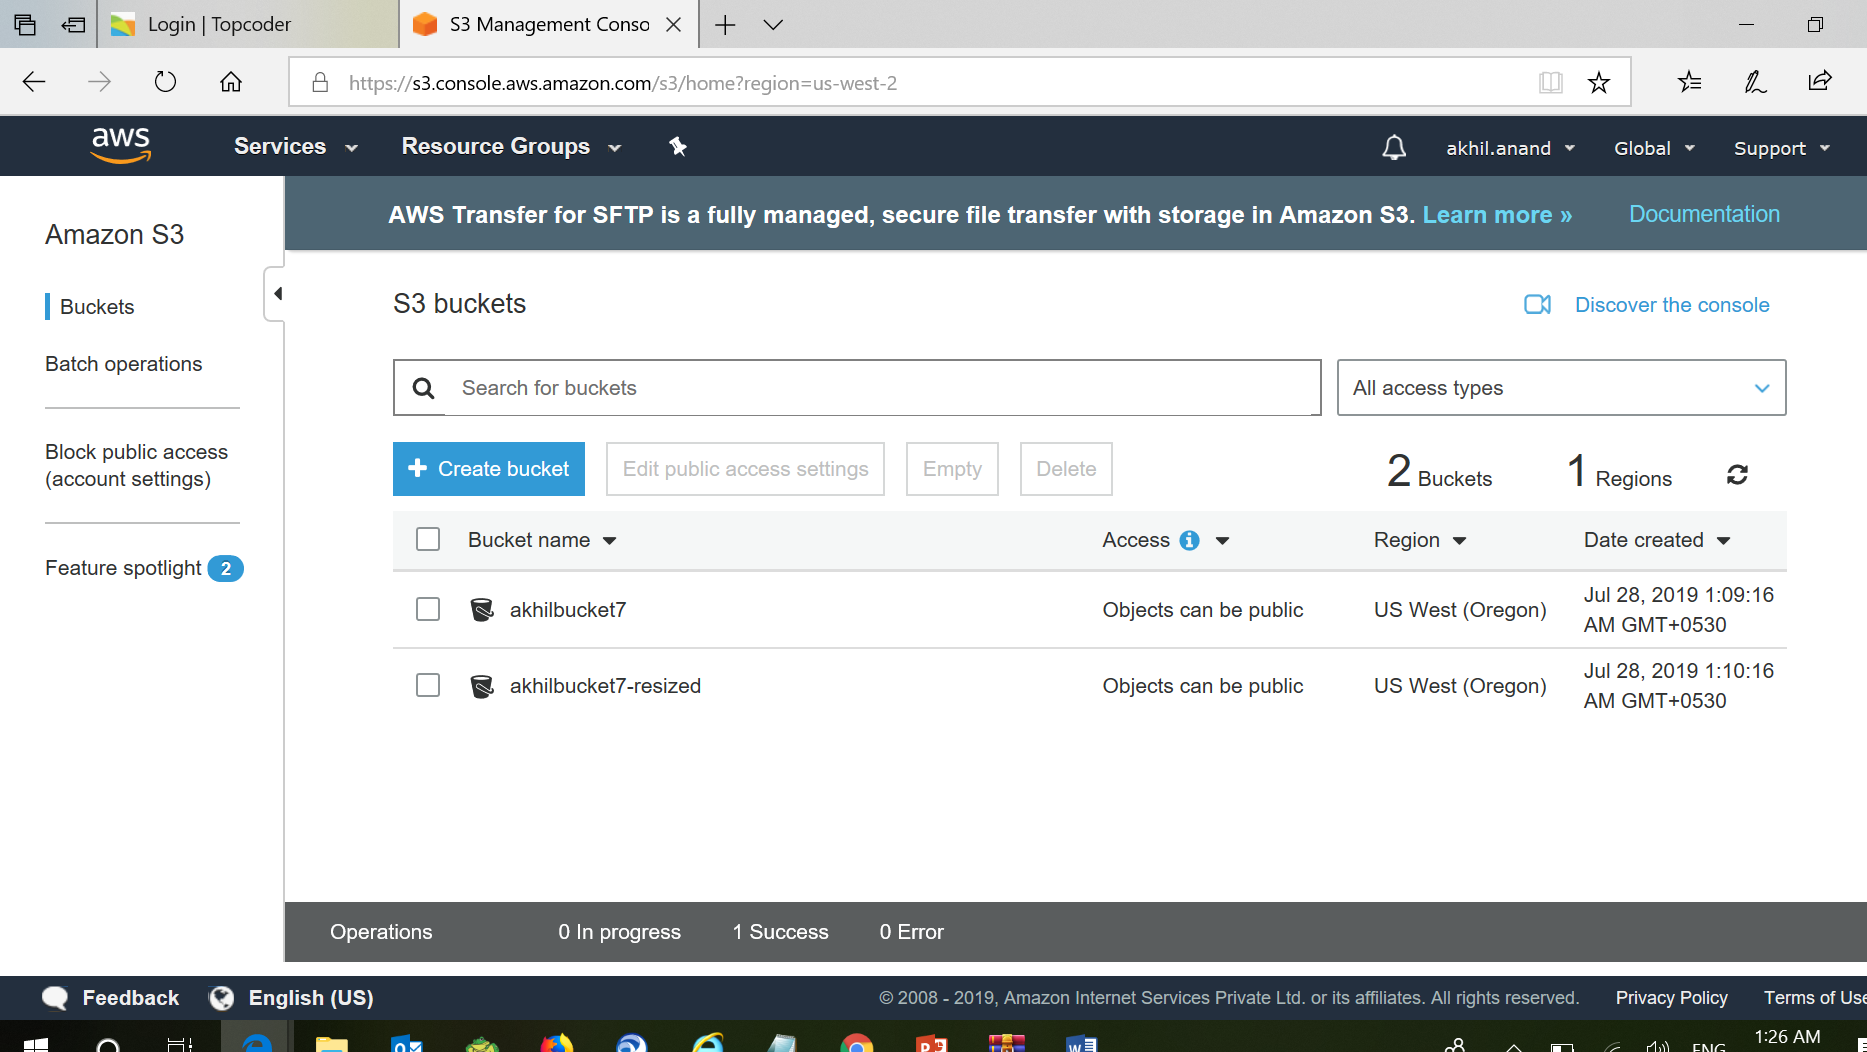 Login | Topcoder
S3 Management Conso
https://s3.console.aws.amazon.com/s3/home?region=us-west-2
aws
Services
Resource Groups
akhil.anand
Global
Support
AWS Transfer for SFTP is a fully managed, secure file transfer with storage in Amazon S3. Learn more »
Documentation
Amazon S3
Buckets
Batch operations
Block public access
(account settings)
Feature spotlight 2
S3 buckets
Discover the console
Search for buckets
All access types
Create bucket
Edit public access settings
Empty
Delete
2 Buckets
1 Regions
Bucket name
Access
Region
Date created
akhilbucket7
Objects can be public
US West (Oregon)
Jul 28, 2019 1:09:16
AM GMT+0530
akhilbucket7-resized
Objects can be public
US West (Oregon)
Jul 28, 2019 1:10:16
AM GMT+0530
Operations
0 In progress
1 Success
0 Error
Feedback
English (US)
© 2008 - 2019, Amazon Internet Services Private Ltd. or its affiliates. All rights reserved.
Privacy Policy
Terms of Use
1:26 AM
ENG